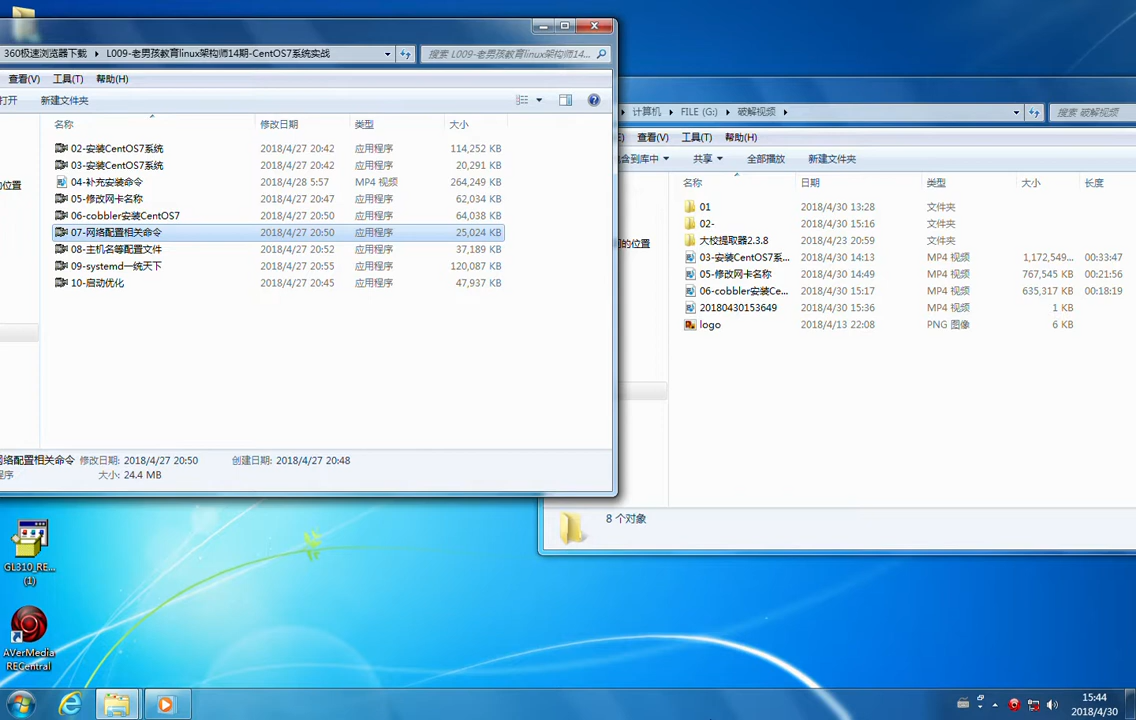 360极速浏览器下载 ▸ L009-老男孩教育linux架构师14期-CentOS7系统实战
搜索 L009-老男孩教育linux架构师14...
查看(V) 工具(T) 帮助(H)
打开 新建文件夹
名称 修改日期 类型 大小
02-安装CentOS7系统 2018/4/27 20:42 应用程序 114,252 KB
03-安装CentOS7系统 2018/4/27 20:42 应用程序 20,291 KB
04-补充安装命令 2018/4/28 5:57 MP4 视频 264,249 KB
05-修改网卡名称 2018/4/27 20:47 应用程序 62,034 KB
06-cobbler安装CentOS7 2018/4/27 20:50 应用程序 64,038 KB
07-网络配置相关命令 2018/4/27 20:50 应用程序 25,024 KB
08-主机名等配置文件 2018/4/27 20:52 应用程序 37,189 KB
09-systemd一统天下 2018/4/27 20:55 应用程序 120,087 KB
10-启动优化 2018/4/27 20:45 应用程序 47,937 KB
的位置
网络配置相关命令 修改日期: 2018/4/27 20:50 创建日期: 2018/4/27 20:48
程序 大小: 24.4 MB
计算机 ▸ FILE (G:) ▸ 破解视频 ▸
搜索 破解视频
E) 查看(V) 工具(T) 帮助(H)
包含到库中 共享 全部播放 新建文件夹
名称 日期 类型 大小 长度
01 2018/4/30 13:28 文件夹
02- 2018/4/30 15:16 文件夹
大校提取器2.3.8 2018/4/23 20:59 文件夹
03-安装CentOS7系... 2018/4/30 14:13 MP4 视频 1,172,549... 00:33:47
05-修改网卡名称 2018/4/30 14:49 MP4 视频 767,545 KB 00:21:56
06-cobbler安装Ce... 2018/4/30 15:17 MP4 视频 635,317 KB 00:18:19
20180430153649 2018/4/30 15:36 MP4 视频 1 KB
logo 2018/4/13 22:08 PNG 图像 6 KB
问的位置
8 个对象
GL310_RE...
(1)
AVerMedia
RECentral
15:44
2018/4/30